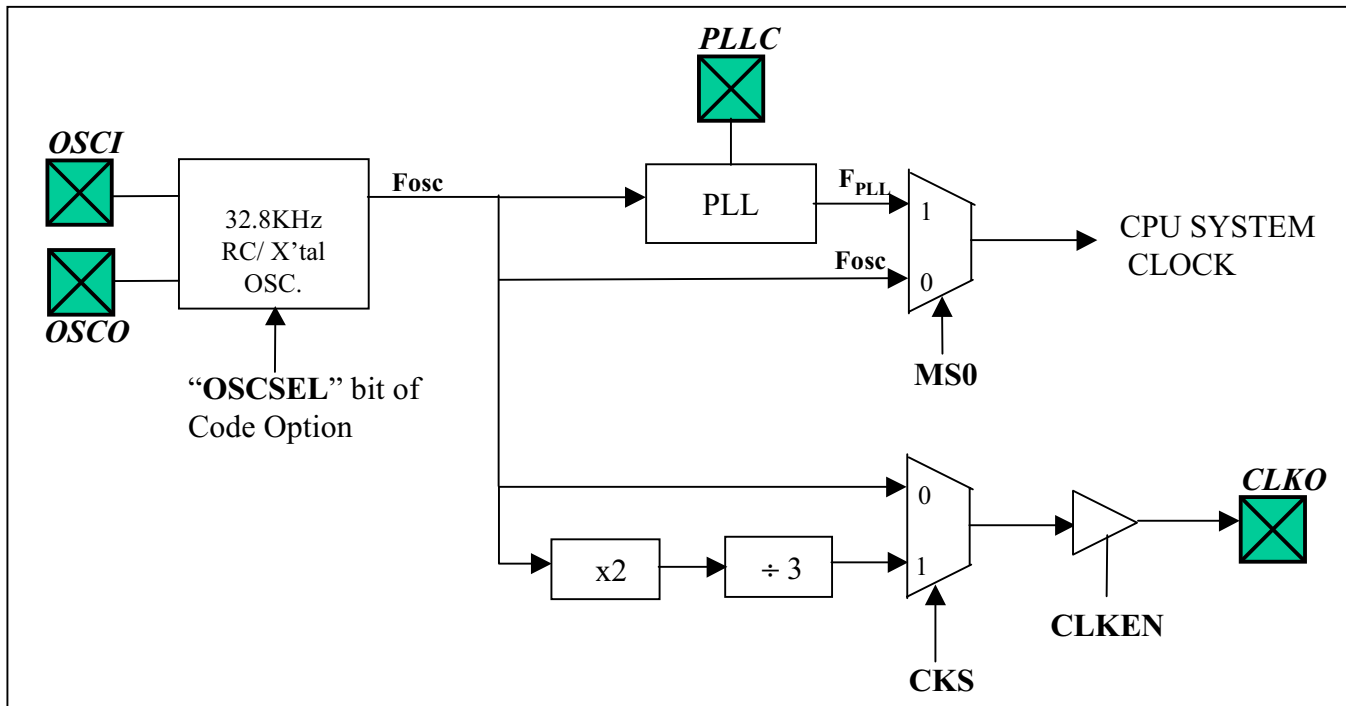 PLLC
OSCI
OSCO
32.8KHz
RC/ X’tal
OSC.
“OSCSEL” bit of
Code Option
Fosc
PLL
FPLL
Fosc
1
0
MS0
CPU SYSTEM
CLOCK
0
1
x2
÷ 3
CKS
CLKEN
CLKO